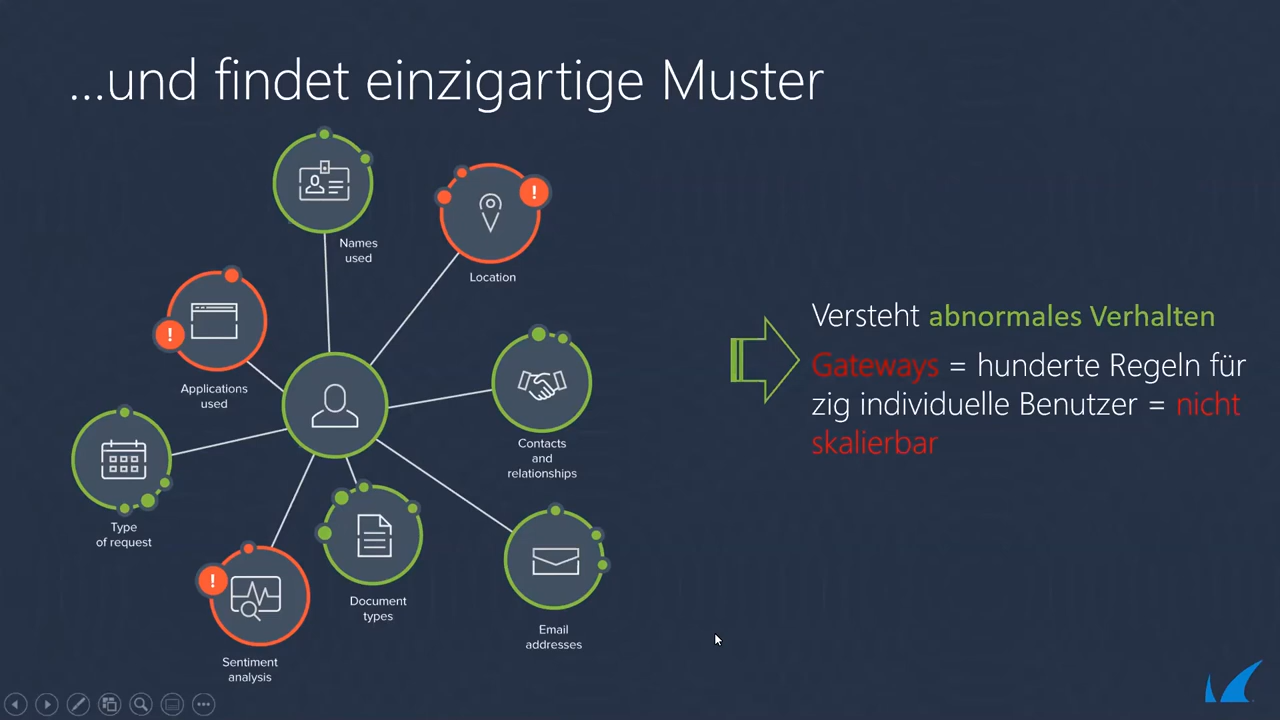 ...und findet einzigartige Muster
Names
used
!
Location
!
Applications
used
Contacts
and
relationships
Type
of request
!
Sentiment
analysis
Document
types
Email
addresses
Versteht abnormales Verhalten
Gateways = hunderte Regeln für
zig individuelle Benutzer = nicht
skalierbar